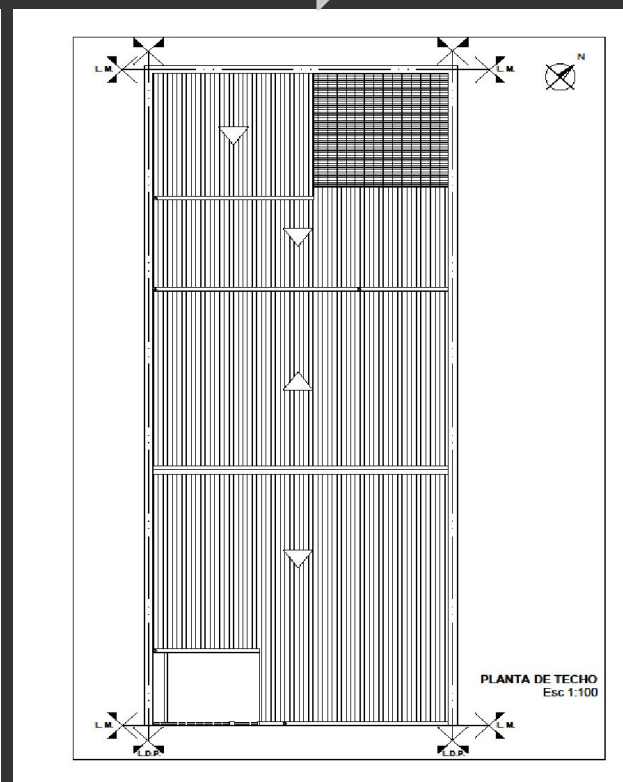 N
L. M.
L. M.
PLANTA DE TECHO
Esc 1:100
L. M.
L. M.
L.D.P.
L.D.P.